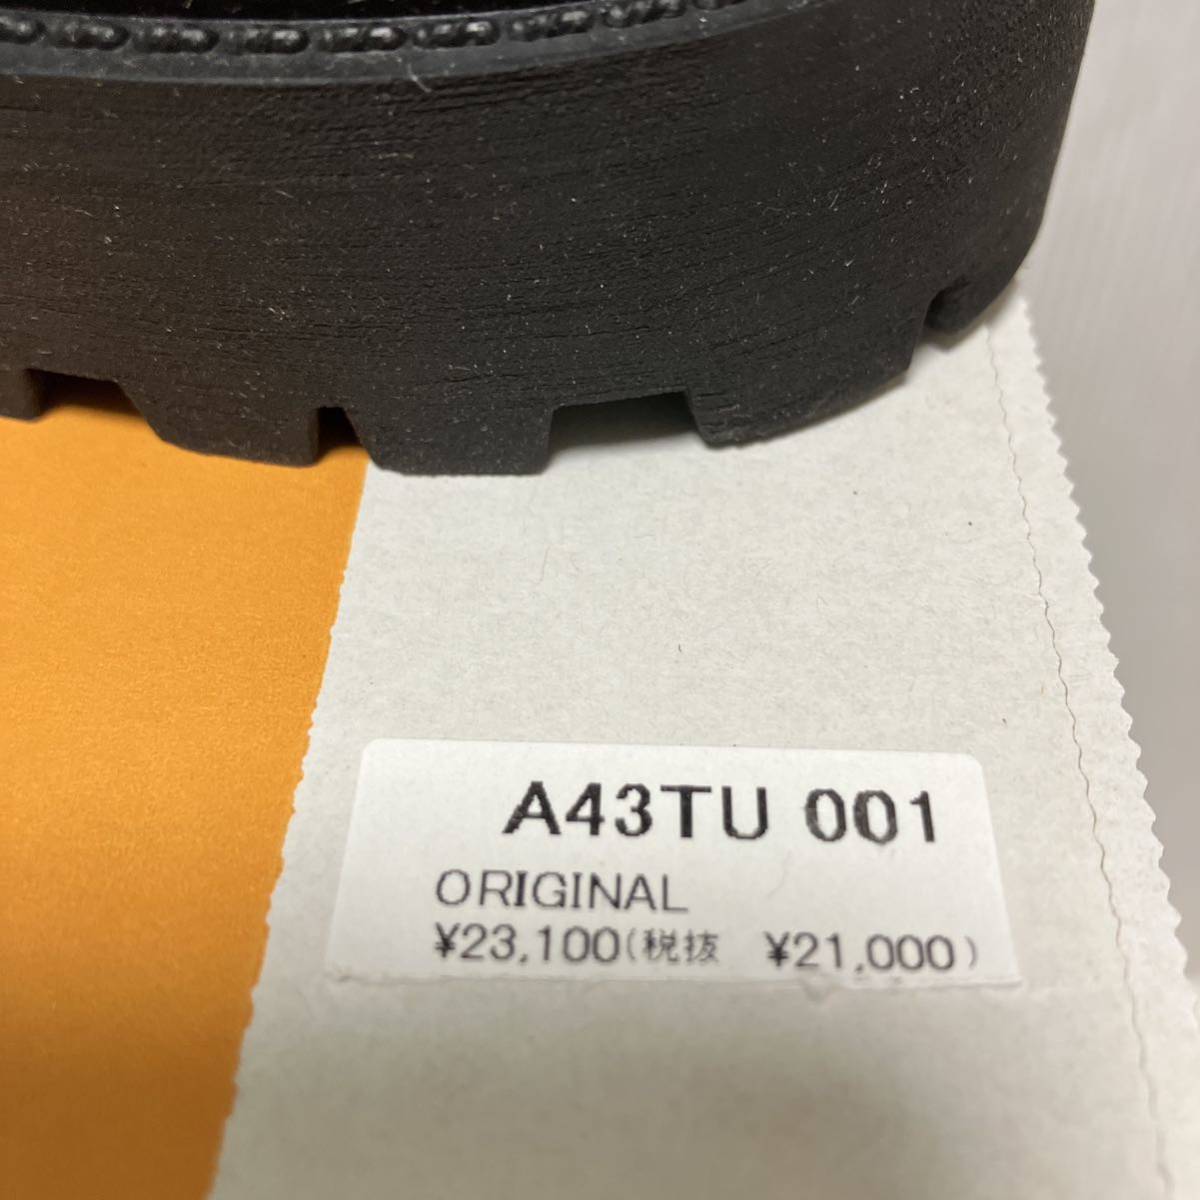 A43TU 001
ORIGINAL
¥23,100(税抜 ¥21,000)